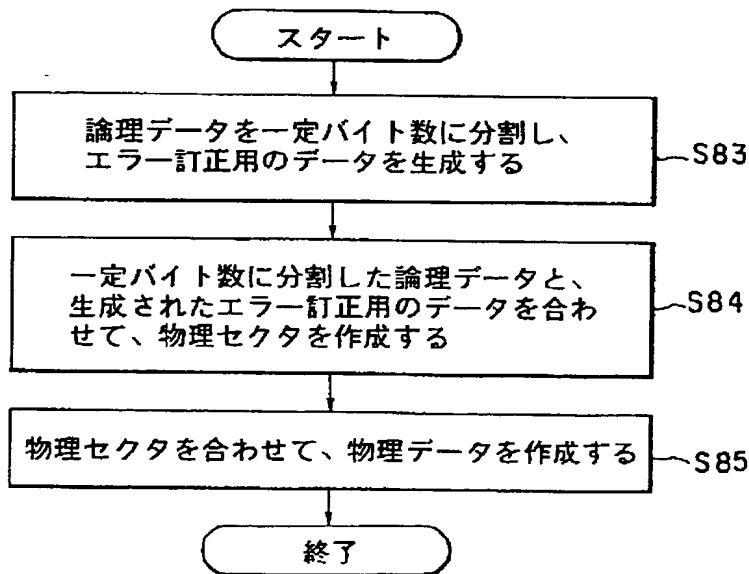 スタート
論理データを一定バイト数に分割し、
エラー訂正用のデータを生成する
S83
一定バイト数に分割した論理データと、
生成されたエラー訂正用のデータを合わ
せて、物理セクタを作成する
S84
物理セクタを合わせて、物理データを作成する
S85
終了